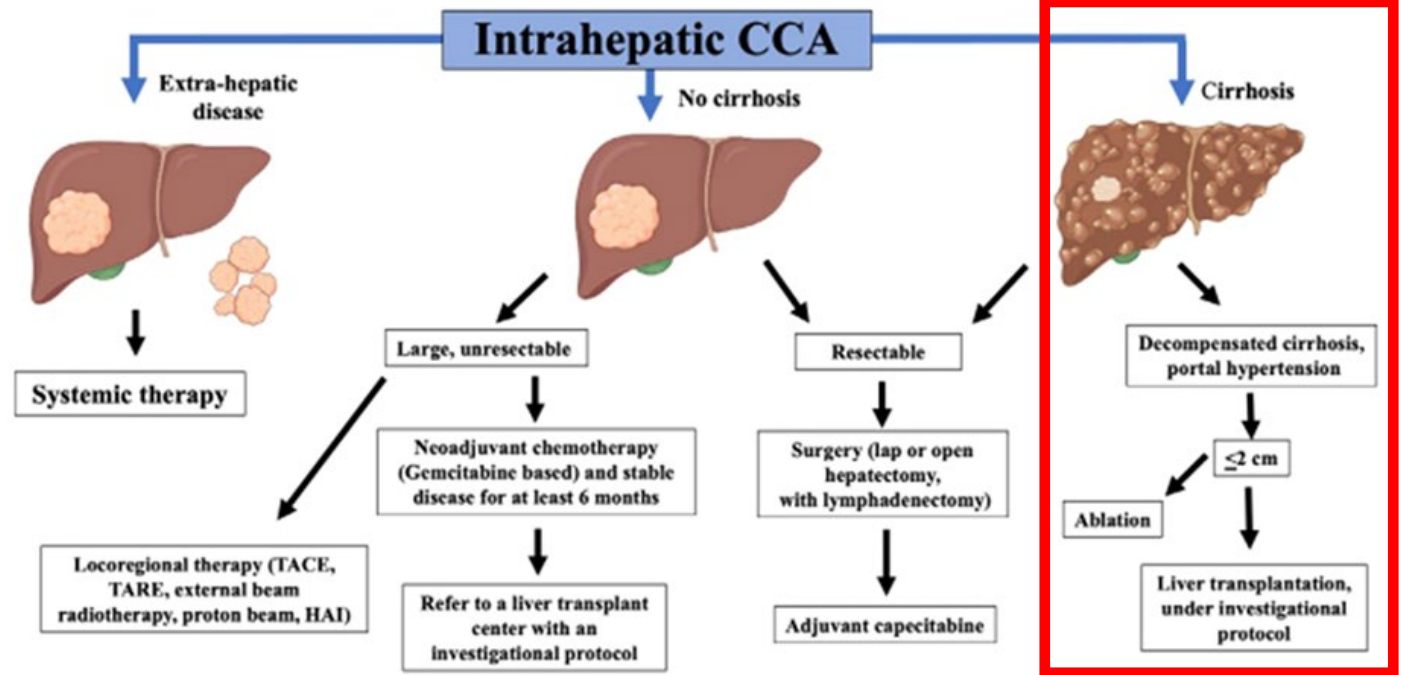 Intrahepatic CCA
Extra-hepatic
disease
No cirrhosis
Cirrhosis
Systemic therapy
Large, unresectable
Resectable
Decompensated cirrhosis,
portal hypertension
Neoadjuvant chemotherapy
(Gemcitabine based) and stable
disease for at least 6 months
Surgery (lap or open
hepatectomy,
with lymphadenectomy)
≤2 cm
Ablation
Locoregional therapy (TACE,
TARE, external beam
radiotherapy, proton beam, HAI)
Refer to a liver transplant
center with an
investigational protocol
Adjuvant capecitabine
Liver transplantation,
under investigational
protocol